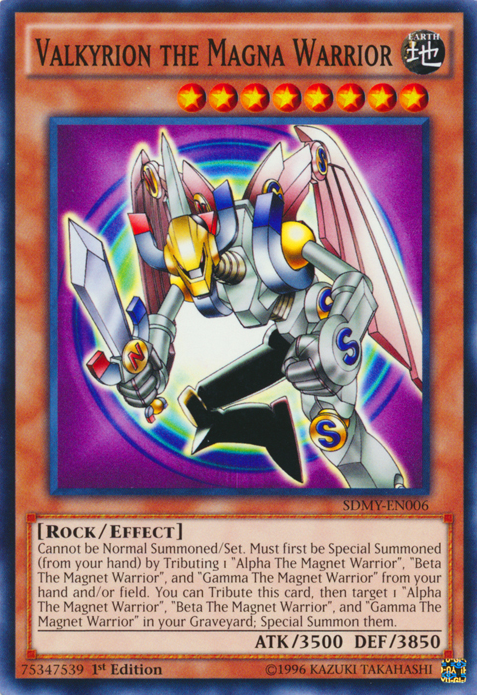 VALKYRION THE MAGNA WARRIOR
EARTH
地
N
S
S
N
S
S
SDMY-EN006
[ROCK/EFFECT]
Cannot be Normal Summoned/Set. Must first be Special Summoned
(from your hand) by Tributing 1 "Alpha The Magnet Warrior", "Beta
The Magnet Warrior", and "Gamma The Magnet Warrior" from your
hand and/or field. You can Tribute this card, then target 1 "Alpha
The Magnet Warrior", "Beta The Magnet Warrior", and "Gamma The
Magnet Warrior" in your Graveyard; Special Summon them.
ATK/3500 DEF/3850
75347539 1st Edition
©1996 KAZUKI TAKAHASHI